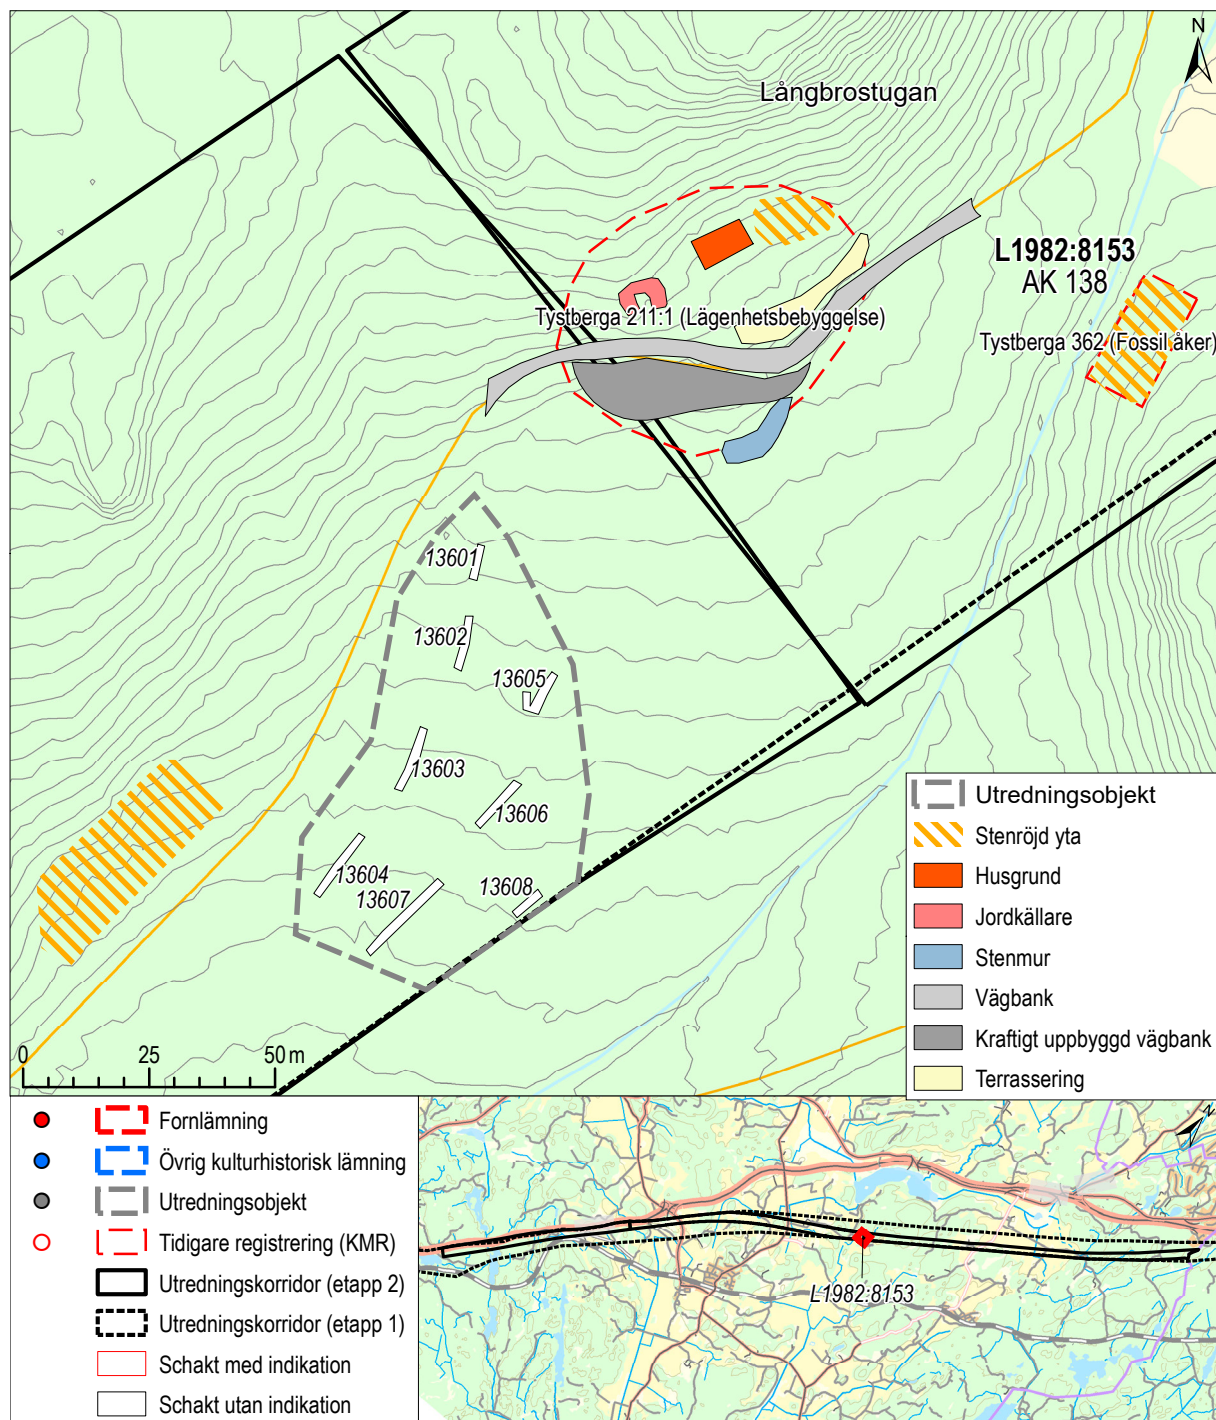 N
Långbrostugan
L1982:8153
AK 138
Tystberga 211:1 (Lägenhetsbebyggelse)
Tystberga 362 (Fossil åker)
13601
13602
13605
13603
13606
13604
13607
13608
0 25 50 m
Utredningsobjekt
Stenröjd yta
Husgrund
Jordkällare
Stenmur
Vägbank
Kraftigt uppbyggd vägbank
Terrassering
Fornlämning
Övrig kulturhistorisk lämning
Utredningsobjekt
Tidigare registrering (KMR)
Utredningskorridor (etapp 2)
Utredningskorridor (etapp 1)
Schakt med indikation
Schakt utan indikation
N
L1982:8153